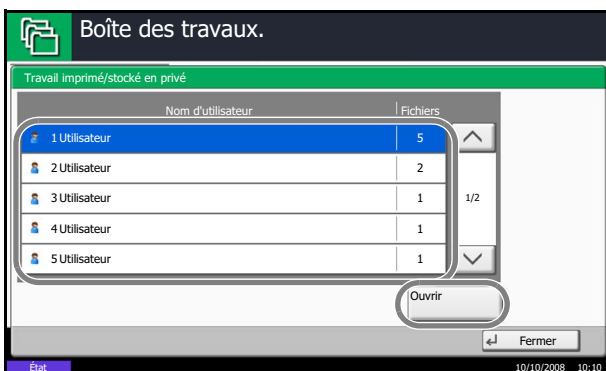 Boîte des travaux.
Travail imprimé/stocké en privé
Nom d'utilisateur Fichiers
1 Utilisateur 5
2 Utilisateur 2
3 Utilisateur 1
1/2
4 Utilisateur 1
5 Utilisateur 1
Ouvrir
Fermer
État 10/10/2008 10:10